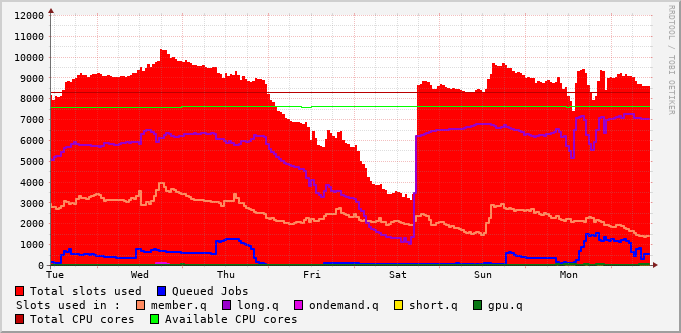 12000
11000
10000
9000
8000
7000
6000
5000
4000
3000
2000
1000
0
Tue Wed Thu Fri Sat Sun Mon
RRDTOOL / TOBI OETIKER
Total slots used Queued Jobs
Slots used in : member.q long.q ondemand.q short.q gpu.q
Total CPU cores Available CPU cores